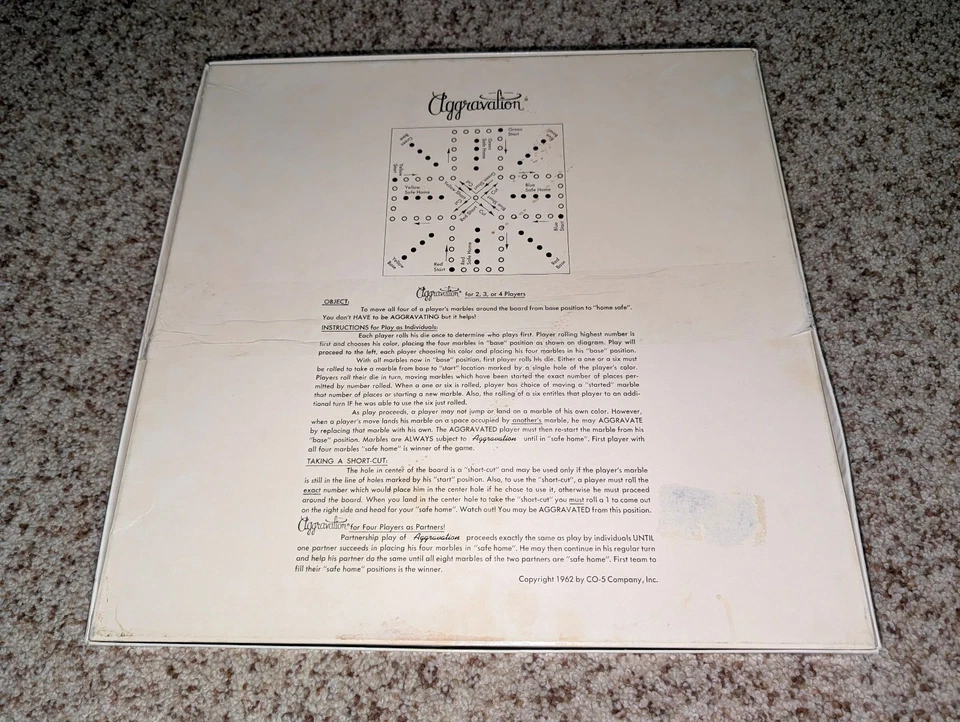 Aggravation
Green Start
Green Safe Home
Yellow Start
Yellow Safe Home
Blue Safe Home
Blue Start
Cut
Cut
Cut
Cut
Red Safe Home
Red Start
Yellow Base
Red Base
Aggravation® for 2, 3, or 4 Players
OBJECT:
To move all four of a player's marbles around the board from base position to "home safe".
You don't HAVE to be AGGRAVATING but it helps!
INSTRUCTIONS for Play as Individuals:
Each player rolls his die once to determine who plays first. Player rolling highest number is
first and chooses his color, placing the four marbles in "base" position as shown on diagram. Play will
proceed to the left, each player choosing his color and placing his four marbles in his "base" position.
With all marbles now in "base" position, first player rolls his die. Either a one or a six must
be rolled to take a marble from base to "start" location marked by a single hole of the player's color.
Players roll their die in turn, moving marbles which have been started the exact number of places per-
mitted by number rolled. When a one or six is rolled, player has choice of moving a "started" marble
that number of places or starting a new marble. Also, the rolling of a six entitles that player to an addi-
tional turn IF he was able to use the six just rolled.
As play proceeds, a player may not jump or land on a marble of his own color. However,
when a player's move lands his marble on a space occupied by another's marble, he may AGGRAVATE
by replacing that marble with his own. The AGGRAVATED player must then re-start the marble from his
"base" position. Marbles are ALWAYS subject to Aggravation until in "safe home". First player with
all four marbles "safe home" is winner of the game.
TAKING A SHORT-CUT:
The hole in center of the board is a "short-cut" and may be used only if the player's marble
is still in the line of holes marked by his "start" position. Also, to use the "short-cut", a player must roll the
exact number which would place him in the center hole if he chose to use it, otherwise he must proceed
around the board. When you land in the center hole to take the "short-cut" you must roll a 1 to come out
on the right side and head for your "safe home". Watch out! You may be AGGRAVATED from this position.
Aggravation® for Four Players as Partners!
Partnership play of Aggravation proceeds exactly the same as play by individuals UNTIL
one partner succeeds in placing his four marbles in "safe home". He may then continue in his regular turn
and help his partner do the same until all eight marbles of the two partners are "safe home". First team to
fill their "safe home" positions is the winner.
Copyright 1962 by CO-5 Company, Inc.